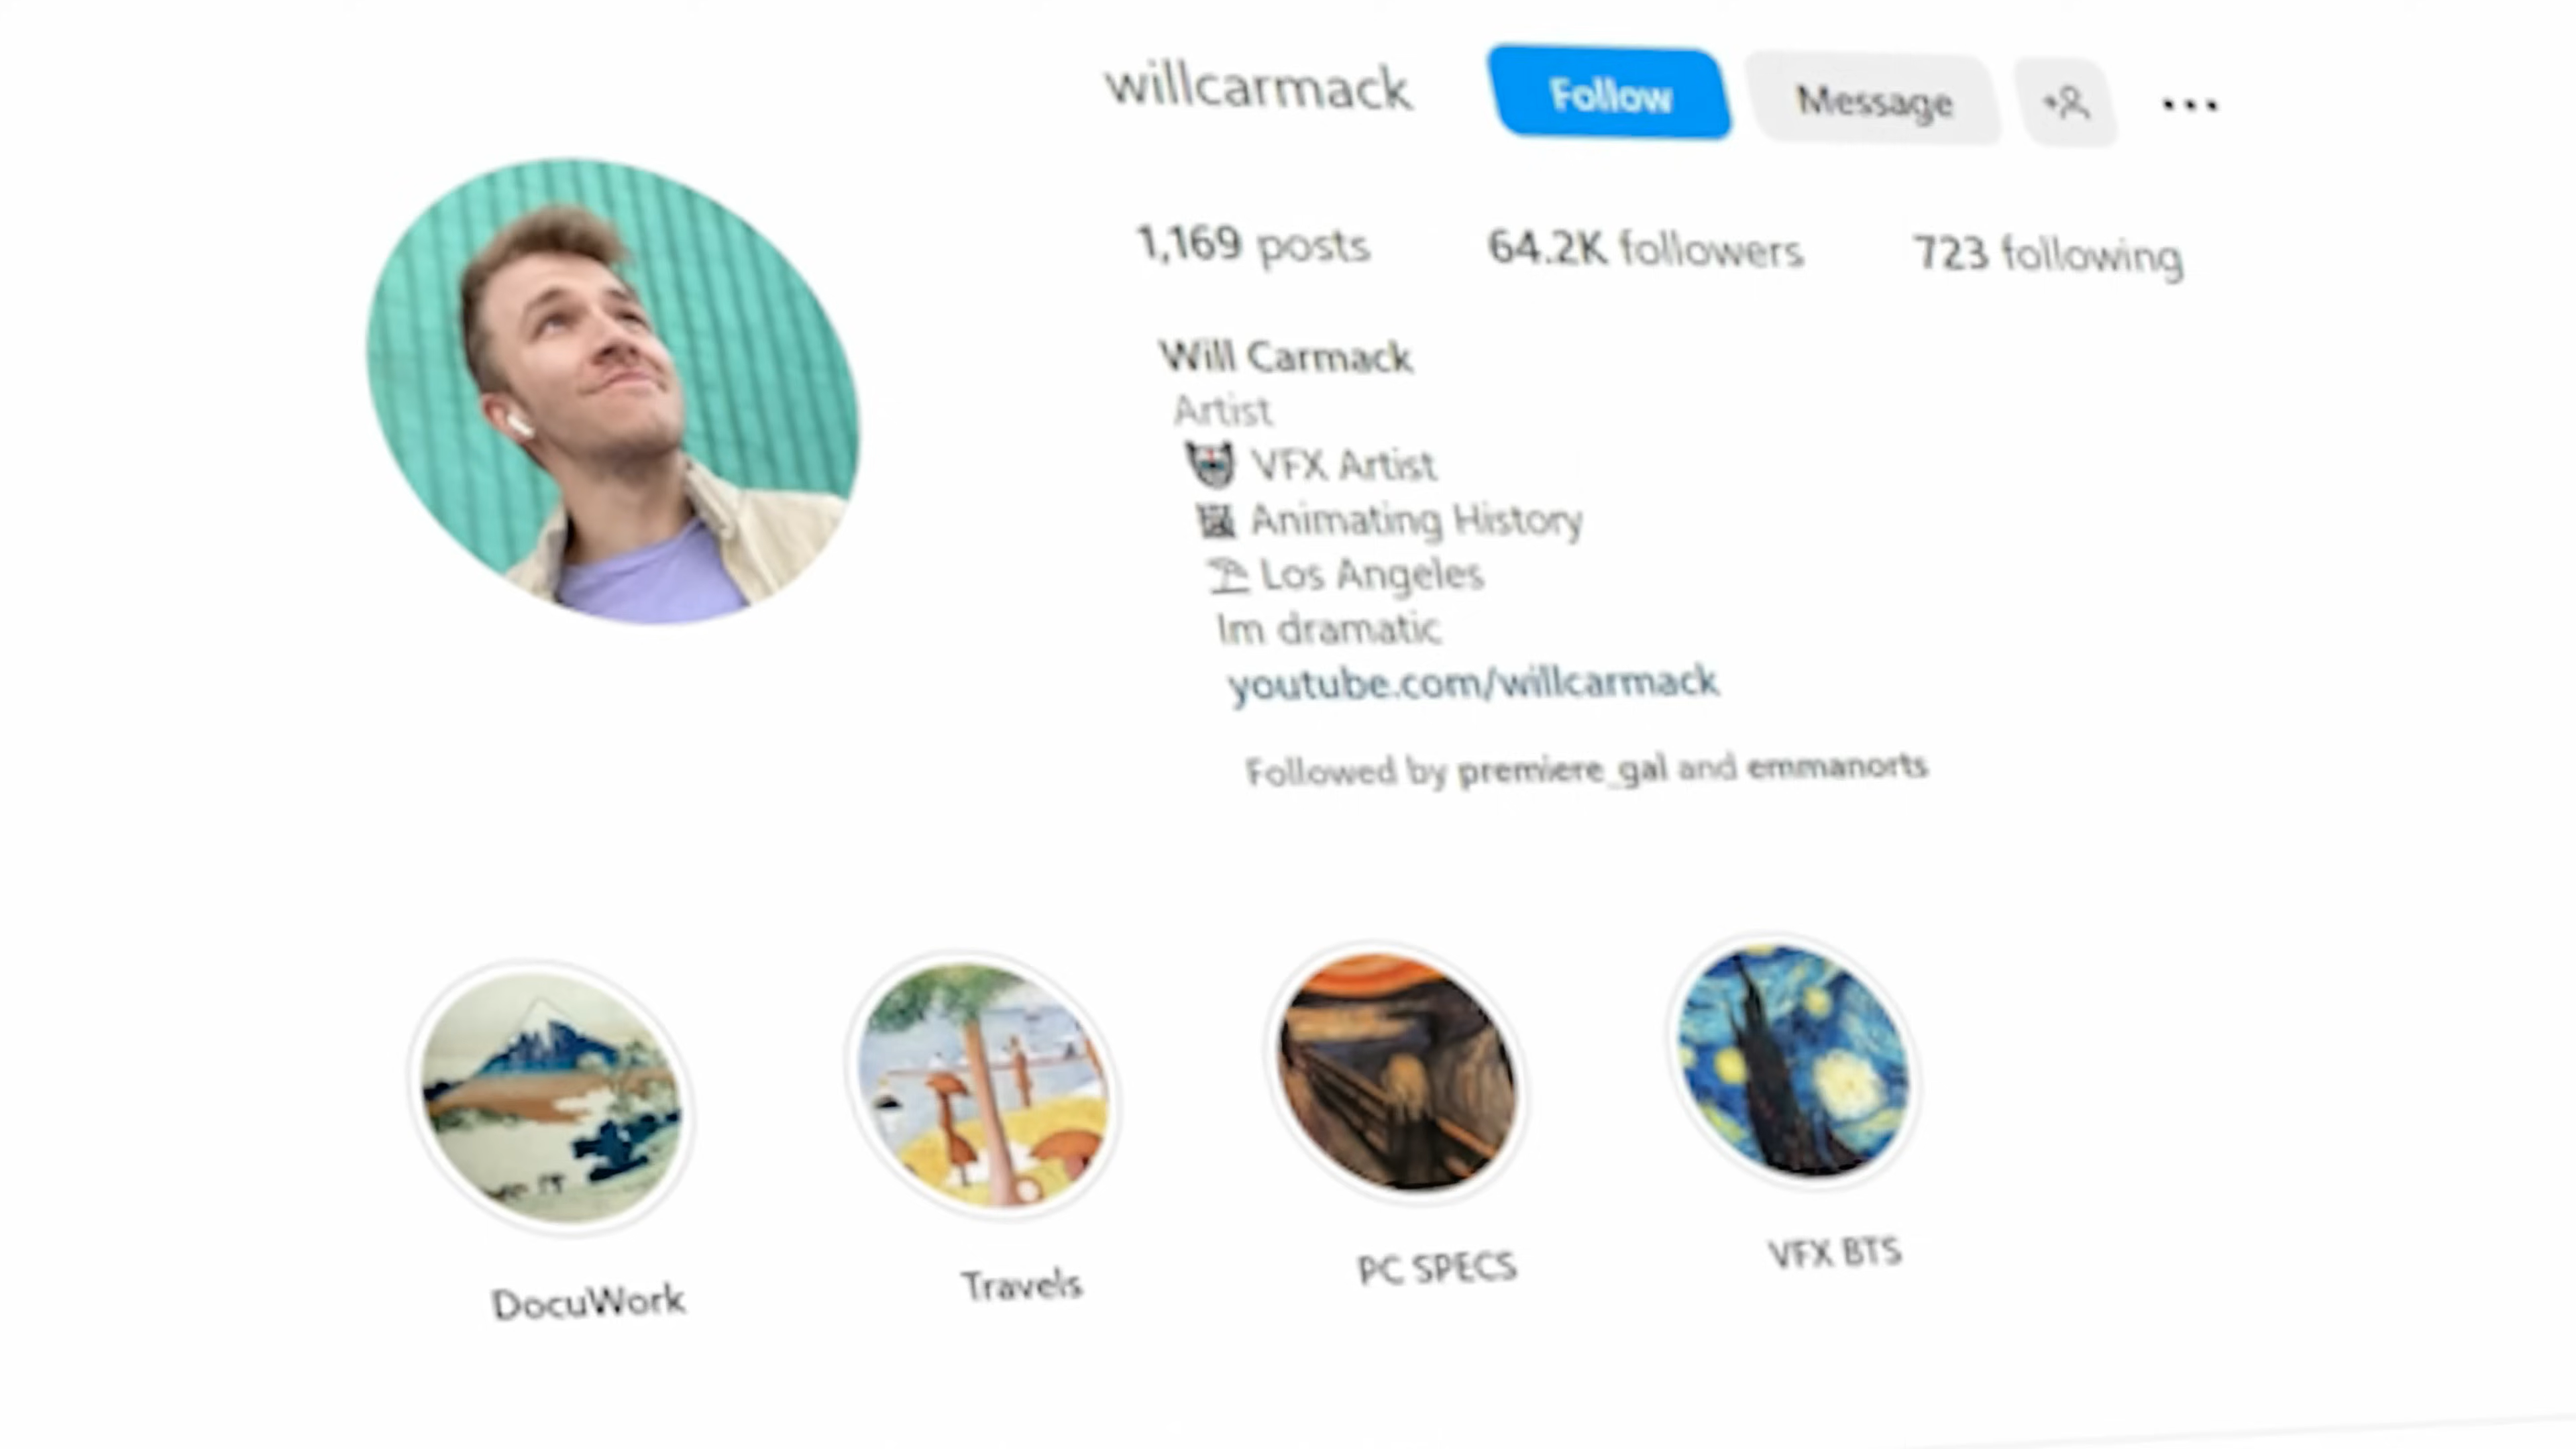 willcarmack Follow Message ...
1,169 posts 64.2K followers 723 following
Will Carmack
Artist
VFX Artist
Animating History
Los Angeles
Im dramatic
youtube.com/willcarmack
Followed by premiere_gal and emmanorts
DocuWork Travels PC SPECS VFX BTS